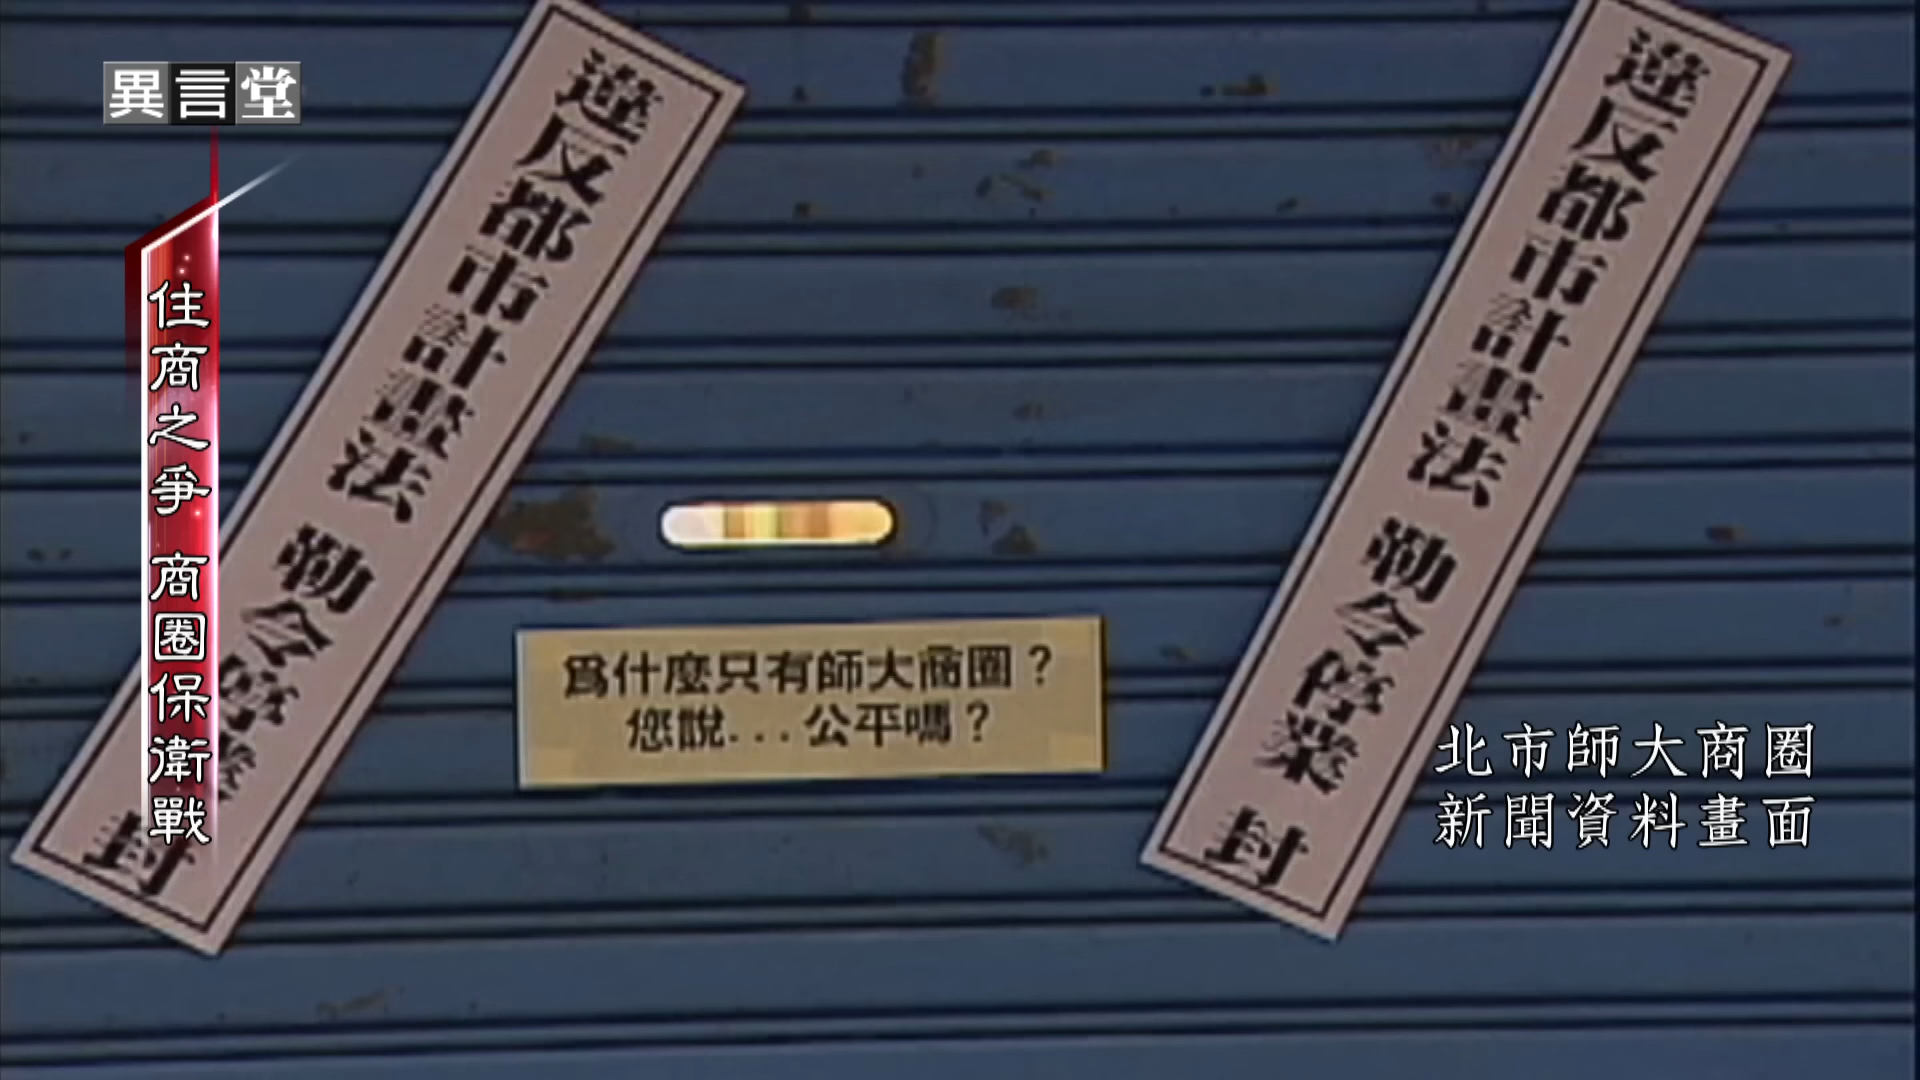 異言堂
住商之爭 商圈保衛戰
違反都市計畫法 勒令停業 封
違反都市計畫法 勒令停業 封
為什麼只有師大商圈？
您說...公平嗎？
北市師大商圈
新聞資料畫面